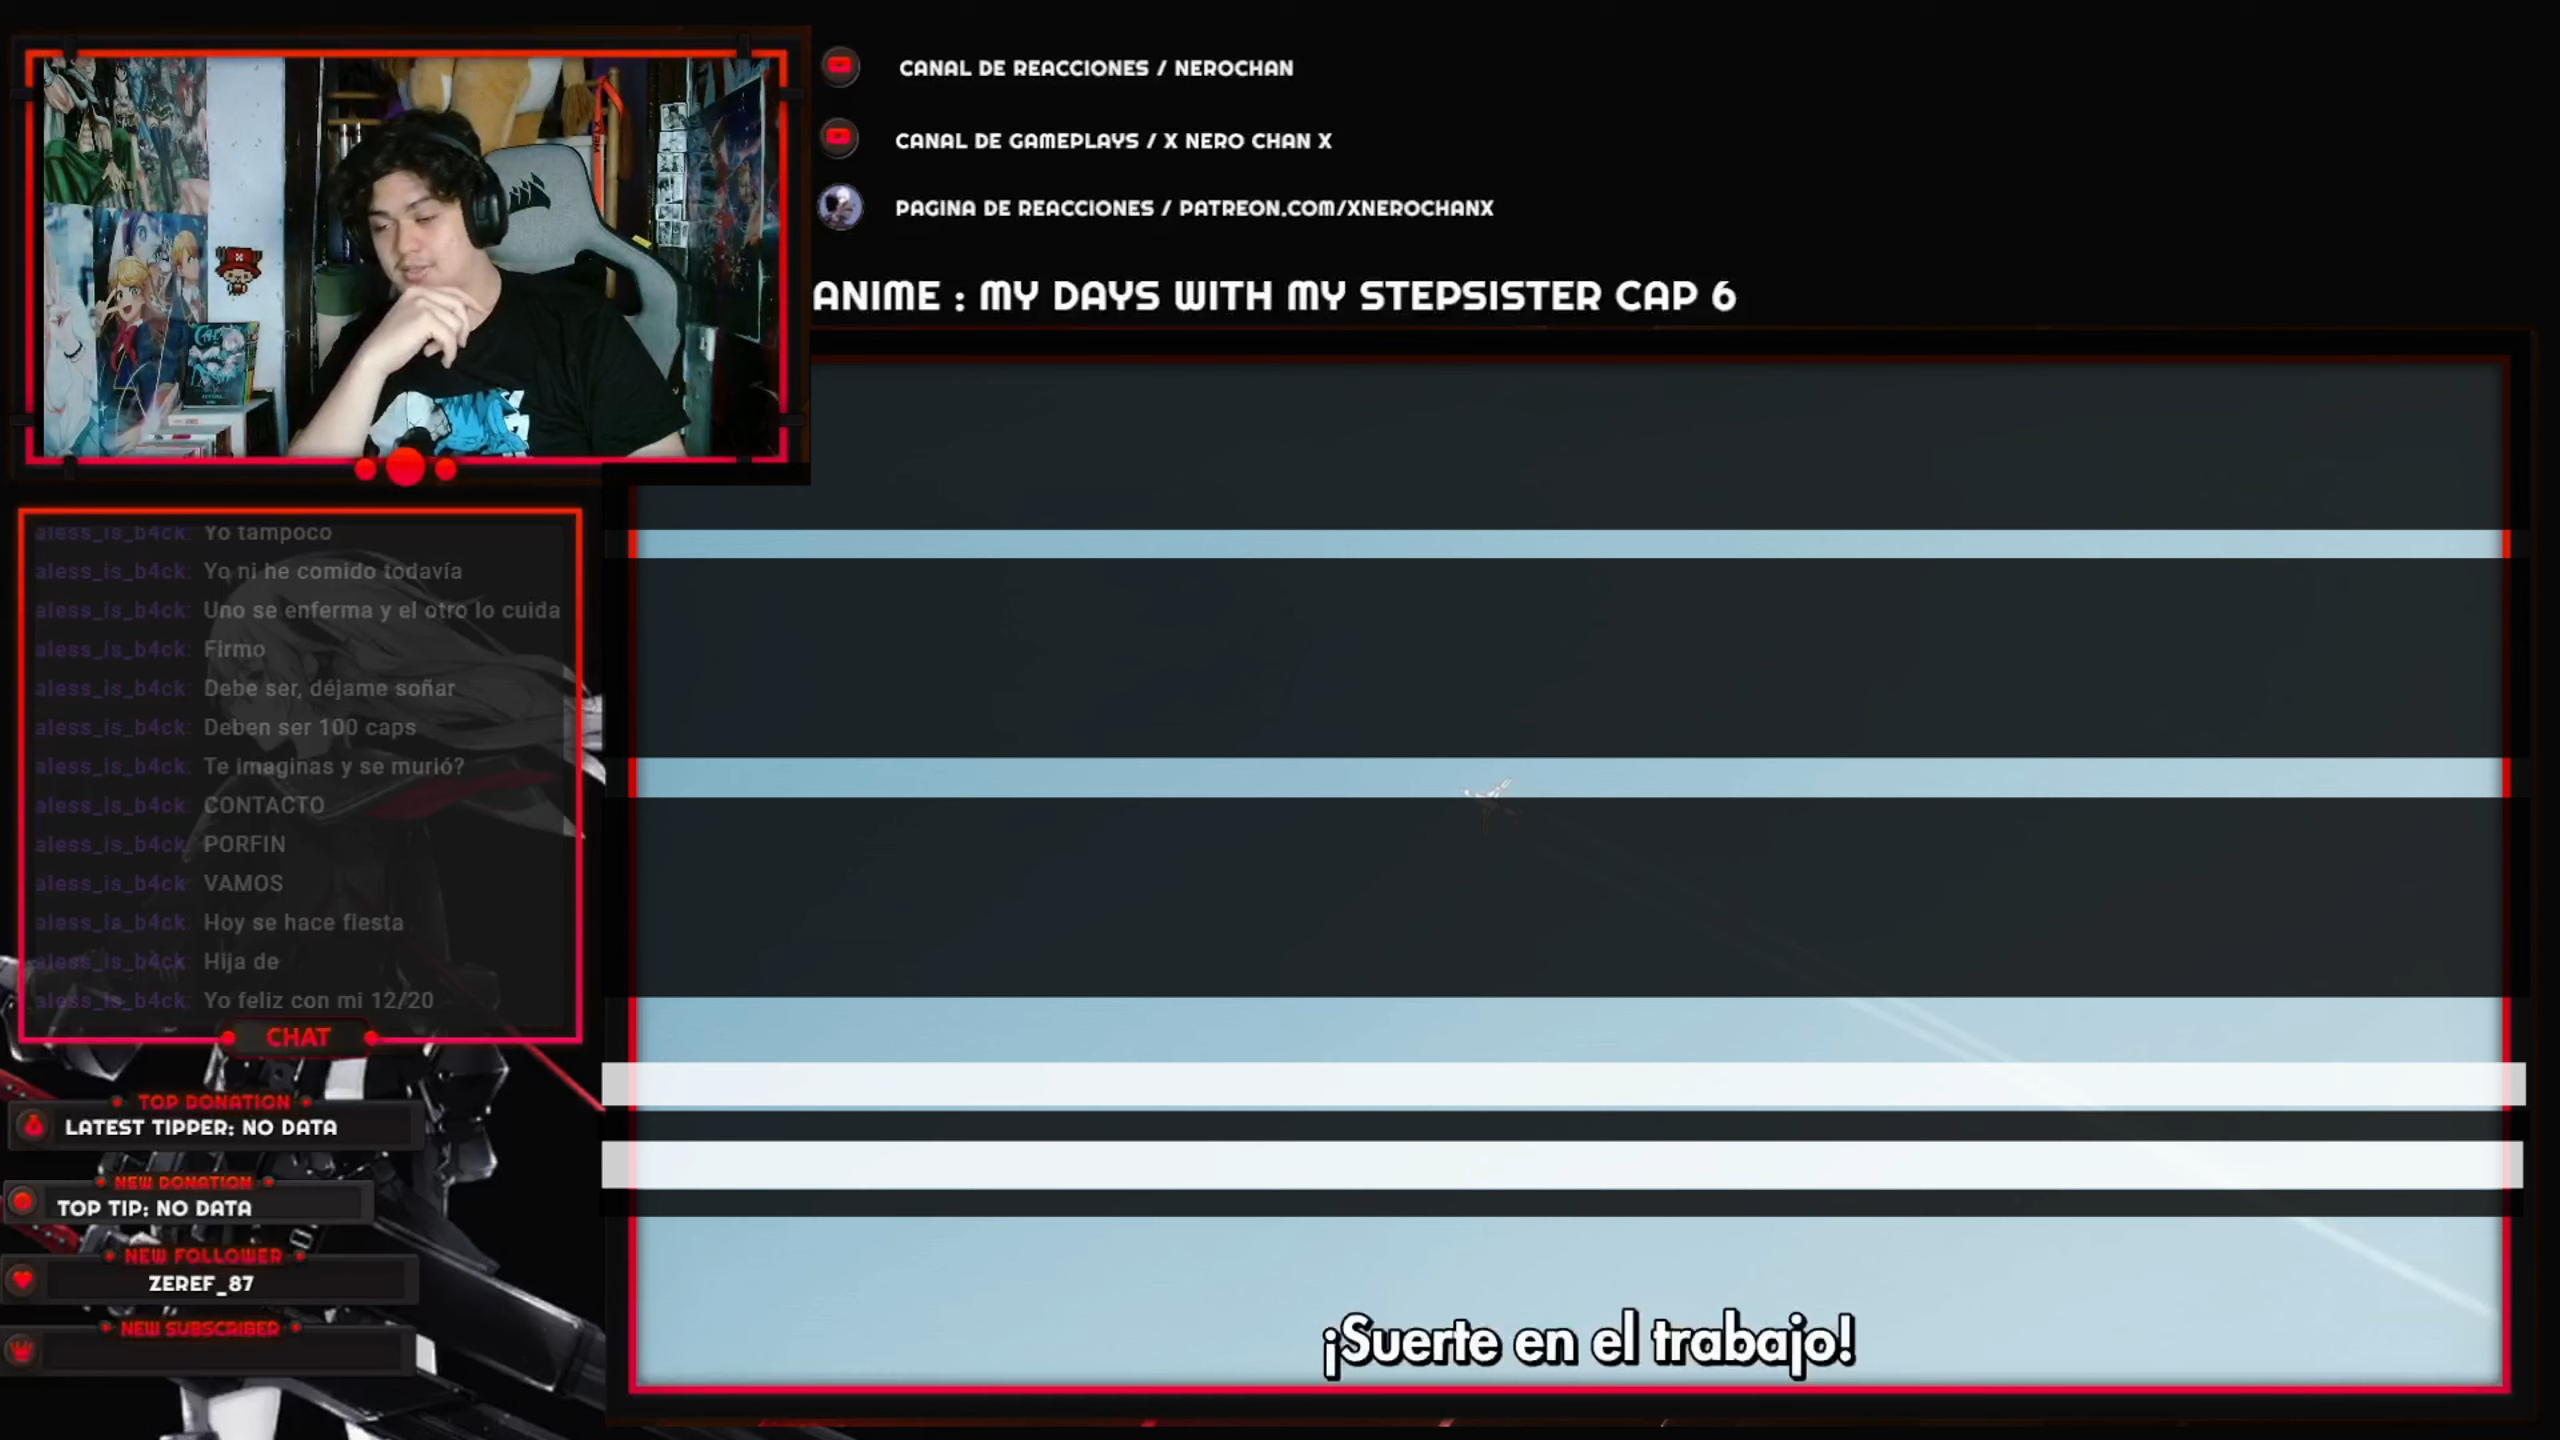 CANAL DE REACCIONES / NEROCHAN
CANAL DE GAMEPLAYS / X NERO CHAN X
PAGINA DE REACCIONES / PATREON.COM/XNEROCHANX
ANIME : MY DAYS WITH MY STEPSISTER CAP 6
aless_is_b4ck: Yo tampoco
aless_is_b4ck: Yo ni he comido todavía
aless_is_b4ck: Uno se enferma y el otro lo cuida
aless_is_b4ck: Firmo
aless_is_b4ck: Debe ser, déjame soñar
aless_is_b4ck: Deben ser 100 caps
aless_is_b4ck: Te imaginas y se murió?
aless_is_b4ck: CONTACTO
aless_is_b4ck: PORFIN
aless_is_b4ck: VAMOS
aless_is_b4ck: Hoy se hace fiesta
aless_is_b4ck: Hija de
aless_is_b4ck: Yo feliz con mi 12/20
CHAT
TOP DONATION
LATEST TIPPER: NO DATA
NEW DONATION
TOP TIP: NO DATA
NEW FOLLOWER
ZEREF_87
NEW SUBSCRIBER
¡Suerte en el trabajo!